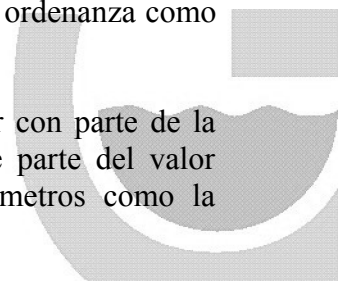 ordenanza como
con parte de la
parte del valor
metros como la